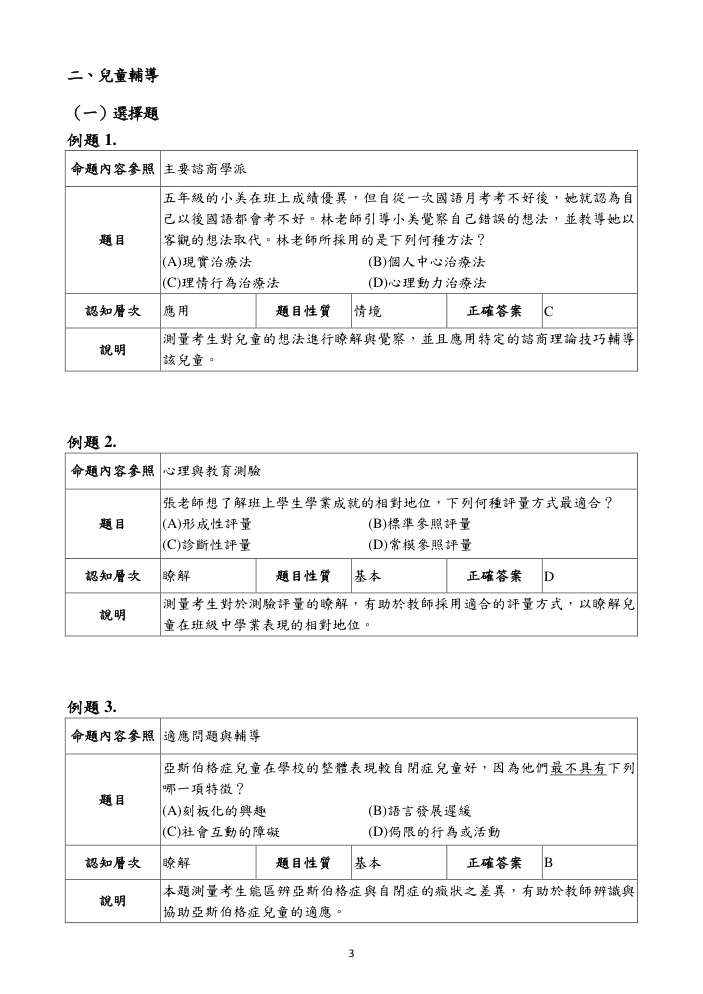 二、兒童輔導
（一）選擇題
例題 1.
命題內容參照 主要諮商學派
題目
五年級的小美在班上成績優異，但自從一次國語月考考不好後，她就認為自
己以後國語都會考不好。林老師引導小美覺察自己錯誤的想法，並教導她以
客觀的想法取代。林老師所採用的是下列何種方法？
(A)現實治療法 (B)個人中心治療法
(C)理情行為治療法 (D)心理動力治療法
認知層次 應用 題目性質 情境 正確答案 C
說明
測量考生對兒童的想法進行瞭解與覺察，並且應用特定的諮商理論技巧輔導
該兒童。
例題 2.
命題內容參照 心理與教育測驗
題目
張老師想了解班上學生學業成就的相對地位，下列何種評量方式最適合？
(A)形成性評量 (B)標準參照評量
(C)診斷性評量 (D)常模參照評量
認知層次 瞭解 題目性質 基本 正確答案 D
說明
測量考生對於測驗評量的瞭解，有助於教師採用適合的評量方式，以瞭解兒
童在班級中學業表現的相對地位。
例題 3.
命題內容參照 適應問題與輔導
題目
亞斯伯格症兒童在學校的整體表現較自閉症兒童好，因為他們最不具有下列
哪一項特徵？
(A)刻板化的興趣 (B)語言發展遲緩
(C)社會互動的障礙 (D)侷限的行為或活動
認知層次 瞭解 題目性質 基本 正確答案 B
說明
本題測量考生能區辨亞斯伯格症與自閉症的癥狀之差異，有助於教師辨識與
協助亞斯伯格症兒童的適應。
3